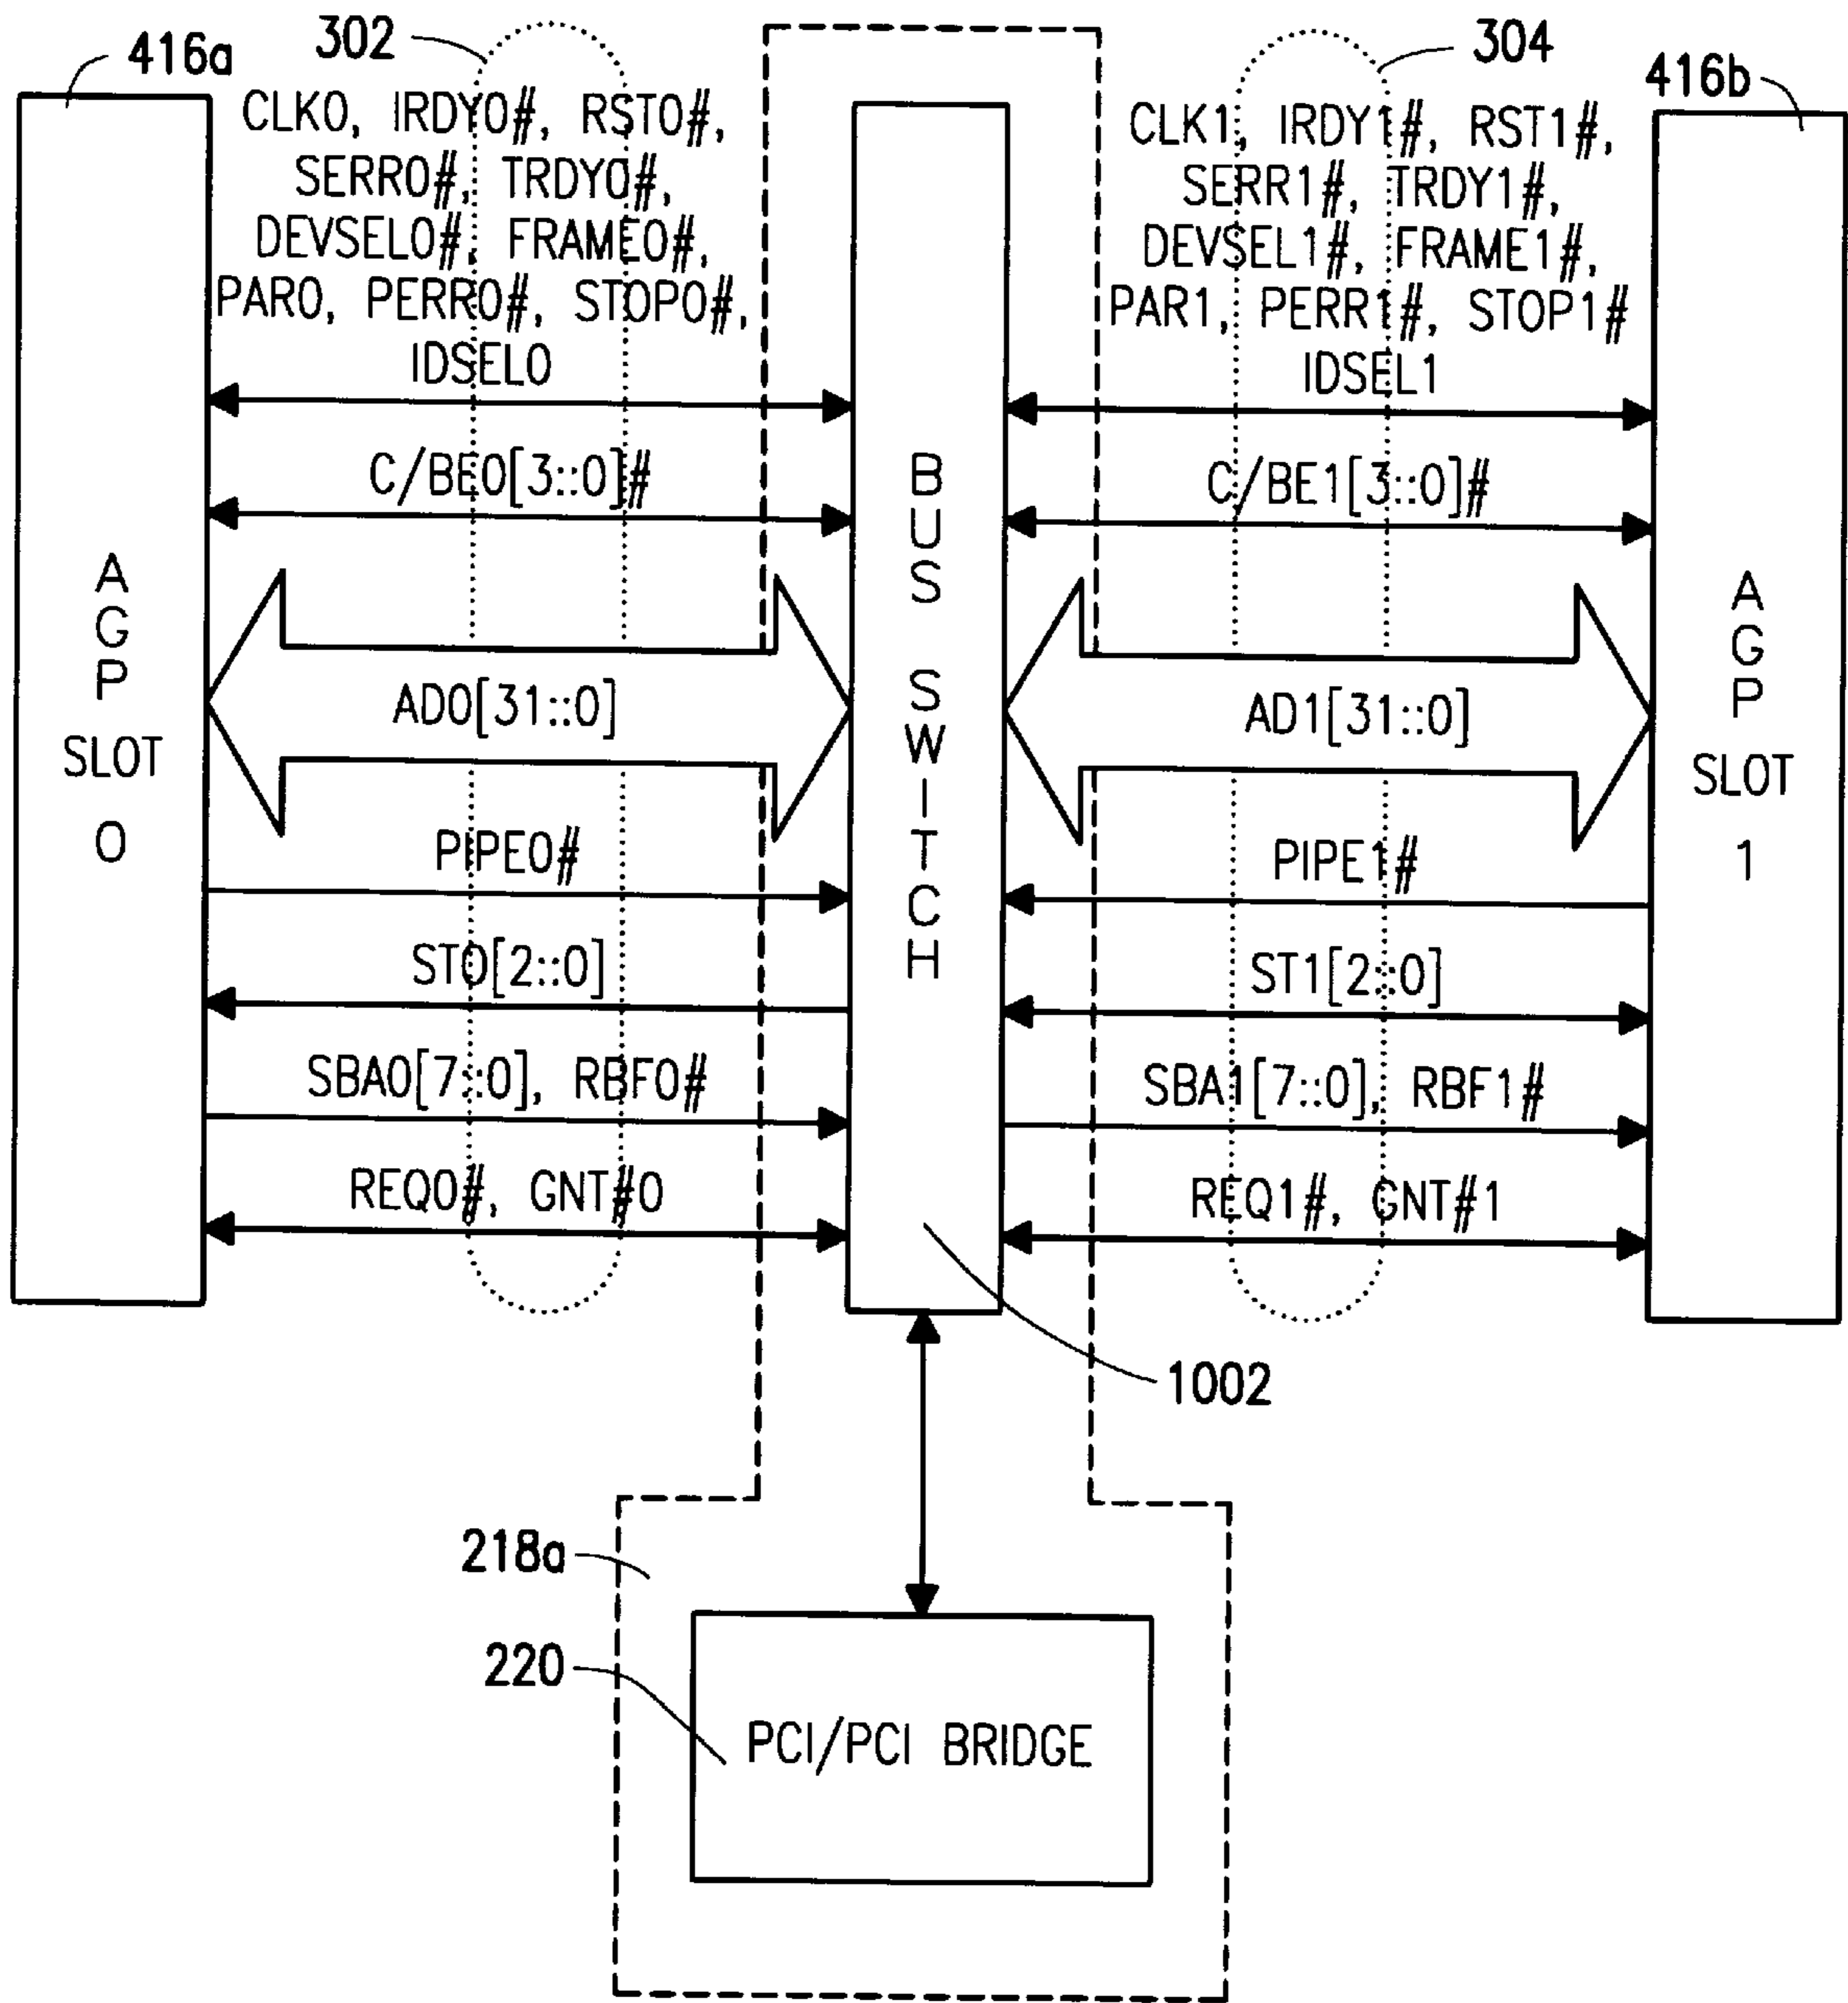 302
304
416a
416b
CLK0, IRDY0#, RST0#,
SERR0#, TRDY0#,
DEVSEL0#, FRAME0#,
PAR0, PERR0#, STOP0#,
IDSEL0
CLK1, IRDY1#, RST1#,
SERR1#, TRDY1#,
DEVSEL1#, FRAME1#,
PAR1, PERR1#, STOP1#
IDSEL1
C/BE0[3::0]#
C/BE1[3::0]#
AGP
SLOT
0
BUS SWITCH
AGP
SLOT
1
AD0[31::0]
AD1[31::0]
PIPE0#
PIPE1#
ST0[2::0]
ST1[2::0]
SBA0[7::0], RBF0#
SBA1[7::0], RBF1#
REQ0#, GNT#0
REQ1#, GNT#1
1002
218a
220
PCI/PCI BRIDGE